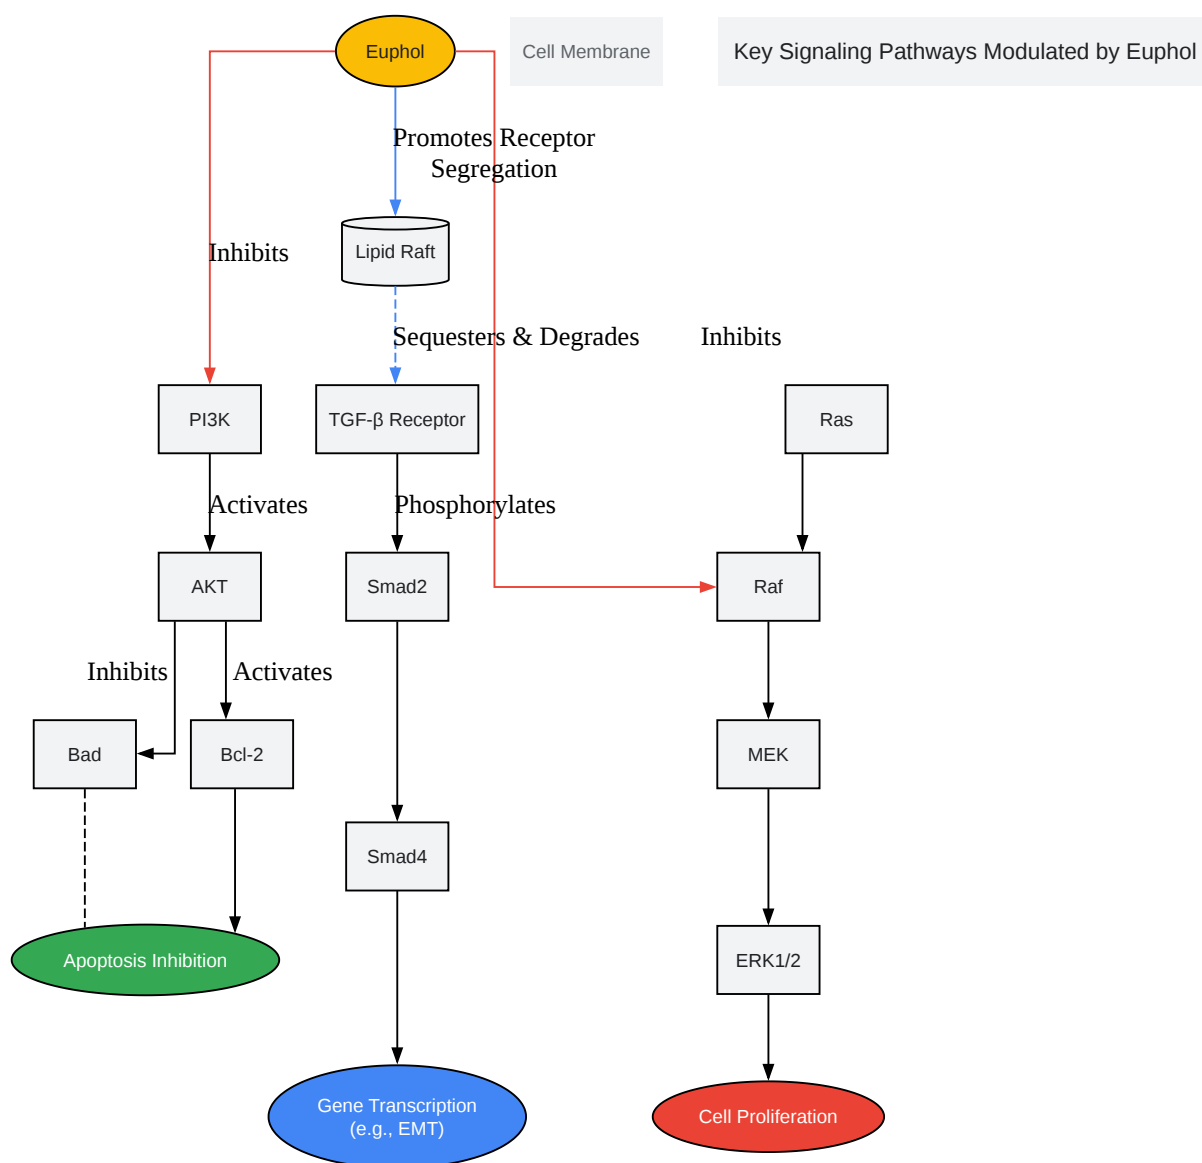 Euphol
Cell Membrane
Key Signaling Pathways Modulated by Euphol
Promotes Receptor
Segregation
Inhibits
Lipid Raft
Sequesters & Degrades
Inhibits
PI3K
TGF-β Receptor
Ras
Activates
Phosphorylates
AKT
Smad2
Raf
Inhibits
Activates
Bad
Bcl-2
MEK
Smad4
Apoptosis Inhibition
ERK1/2
Gene Transcription
(e.g., EMT)
Cell Proliferation